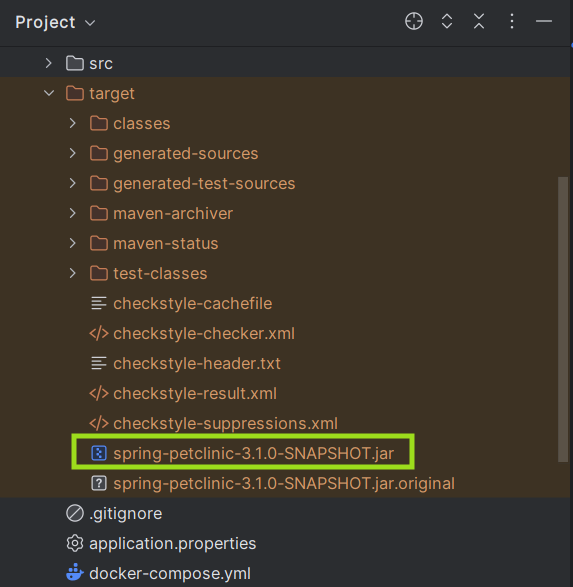 Project
src
target
classes
generated-sources
generated-test-sources
maven-archiver
maven-status
test-classes
checkstyle-cachefile
checkstyle-checker.xml
checkstyle-header.txt
checkstyle-result.xml
checkstyle-suppressions.xml
spring-petclinic-3.1.0-SNAPSHOT.jar
spring-petclinic-3.1.0-SNAPSHOT.jar.original
.gitignore
application.properties
docker-compose.yml